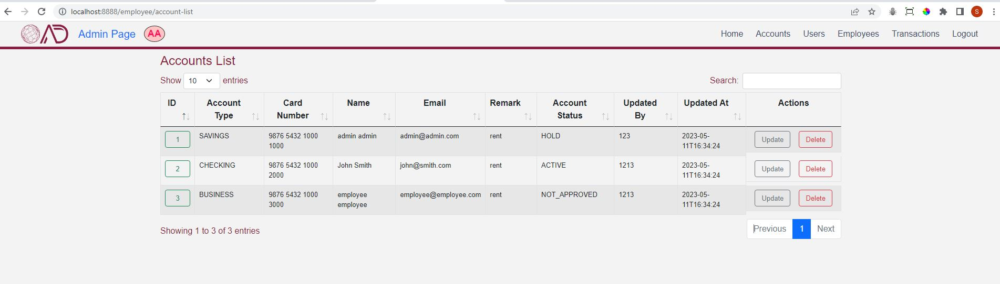 localhost:8888/employee/account-list
S
AD Admin Page AA Home Accounts Users Employees Transactions Logout
Accounts List
Show 10 entries Search:
ID Account Type Card Number Name Email Remark Account Status Updated By Updated At Actions
1 SAVINGS 9876 5432 1000 1000 admin admin admin@admin.com rent HOLD 123 2023-05-11T16:34:24 Update Delete
2 CHECKING 9876 5432 1000 2000 John Smith john@smith.com rent ACTIVE 1213 2023-05-11T16:34:24 Update Delete
3 BUSINESS 9876 5432 1000 3000 employee employee employee@employee.com rent NOT_APPROVED 1213 2023-05-11T16:34:24 Update Delete
Showing 1 to 3 of 3 entries Previous 1 Next